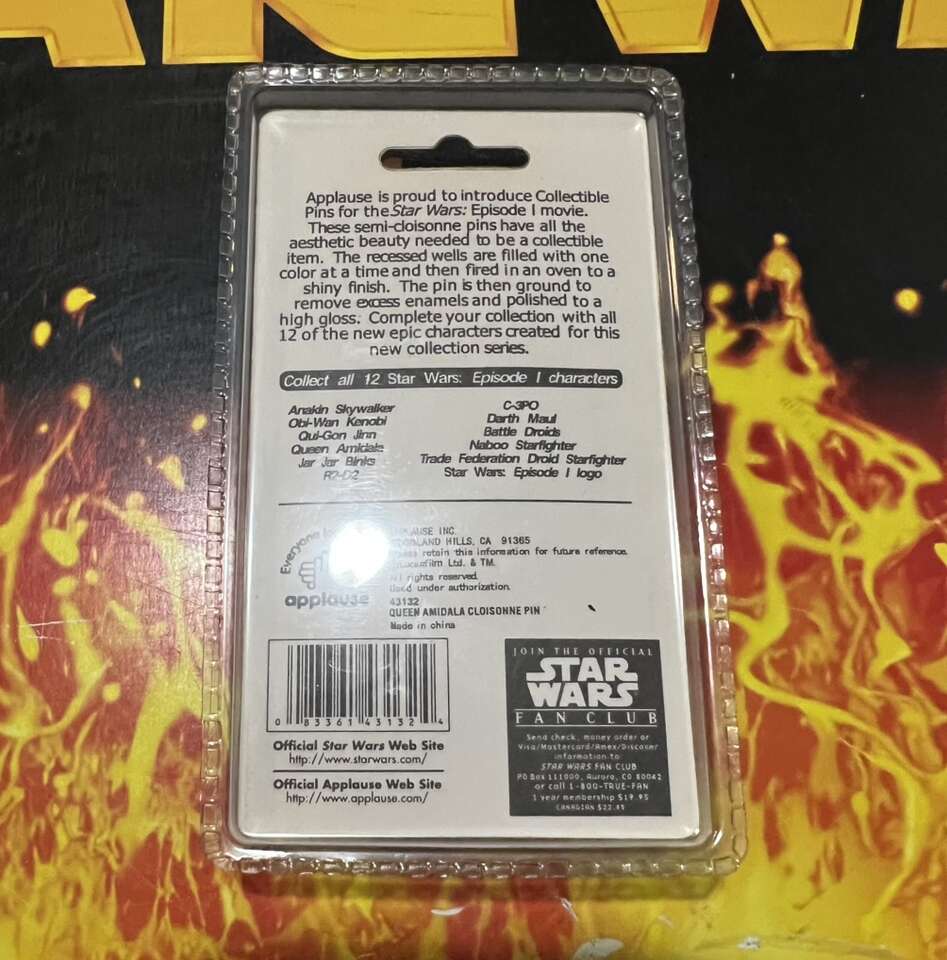 STAR WARS
Applause is proud to introduce Collectible
Pins for the Star Wars: Episode I movie.
These semi-cloisonne pins have all the
aesthetic beauty needed to be a collectible
item. The recessed wells are filled with one
color at a time and then fired in an oven to a
shiny finish. The pin is then ground to
remove excess enamels and polished to a
high gloss. Complete your collection with all
12 of the new epic characters created for this
new collection series.
Collect all 12 Star Wars: Episode I characters
Anakin Skywalker
Obi-Wan Kenobi
Qui-Gon Jinn
Queen Amidala
Jar Jar Binks
R2-D2
C-3PO
Darth Maul
Battle Droids
Naboo Starfighter
Trade Federation Droid Starfighter
Star Wars: Episode I logo
Everyone
applause
INC.
HILLS, CA 91365
retain this information for future reference.
Ltd. & TM.
All rights reserved.
Used under authorization.
43132
QUEEN AMIDALA CLOISONNE PIN
Made in china
0 83361 43132 4
Official Star Wars Web Site
http://www.starwars.com/
Official Applause Web Site
http://www.applause.com/
JOIN THE OFFICIAL
STAR
WARS
FAN CLUB
Send check, money order or
Visa/Mastercard/Amex/Discover
information to
STAR WARS FAN CLUB
PO Box 111000, Aurora, CO 80042
or call 1-800-TRUE-FAN
1 year membership $19.95
CANADIAN $22.95